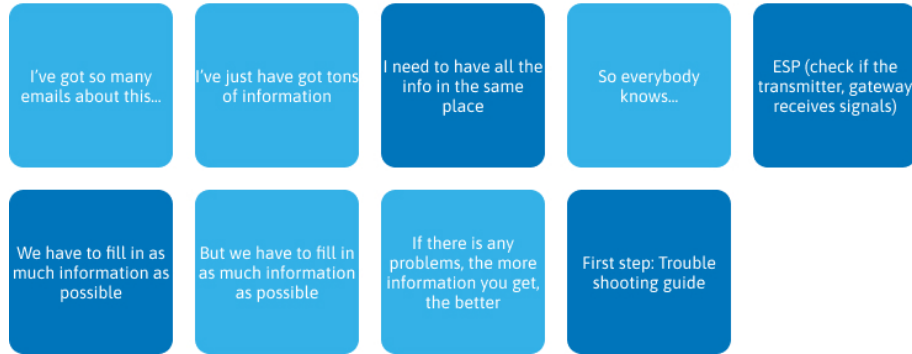 I've got so many
emails about this...
I've just have got tons
of information
I need to have all the
info in the same
place
So everybody
knows...
ESP (check if the
transmitter, gateway
receives signals)
We have to fill in as
much information as
possible
But we have to fill in
as much information
as possible
If there is any
problems, the more
information you get,
the better
First step: Trouble
shooting guide